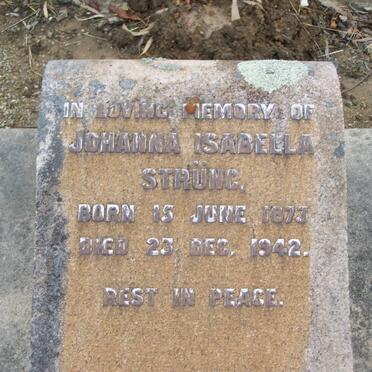 IN LOVING MEMORY OF
JOHANNA ISABELLA
STRÜNG,
BORN 15 JUNE 1873
DIED 23 DEC. 1942.
REST IN PEACE.